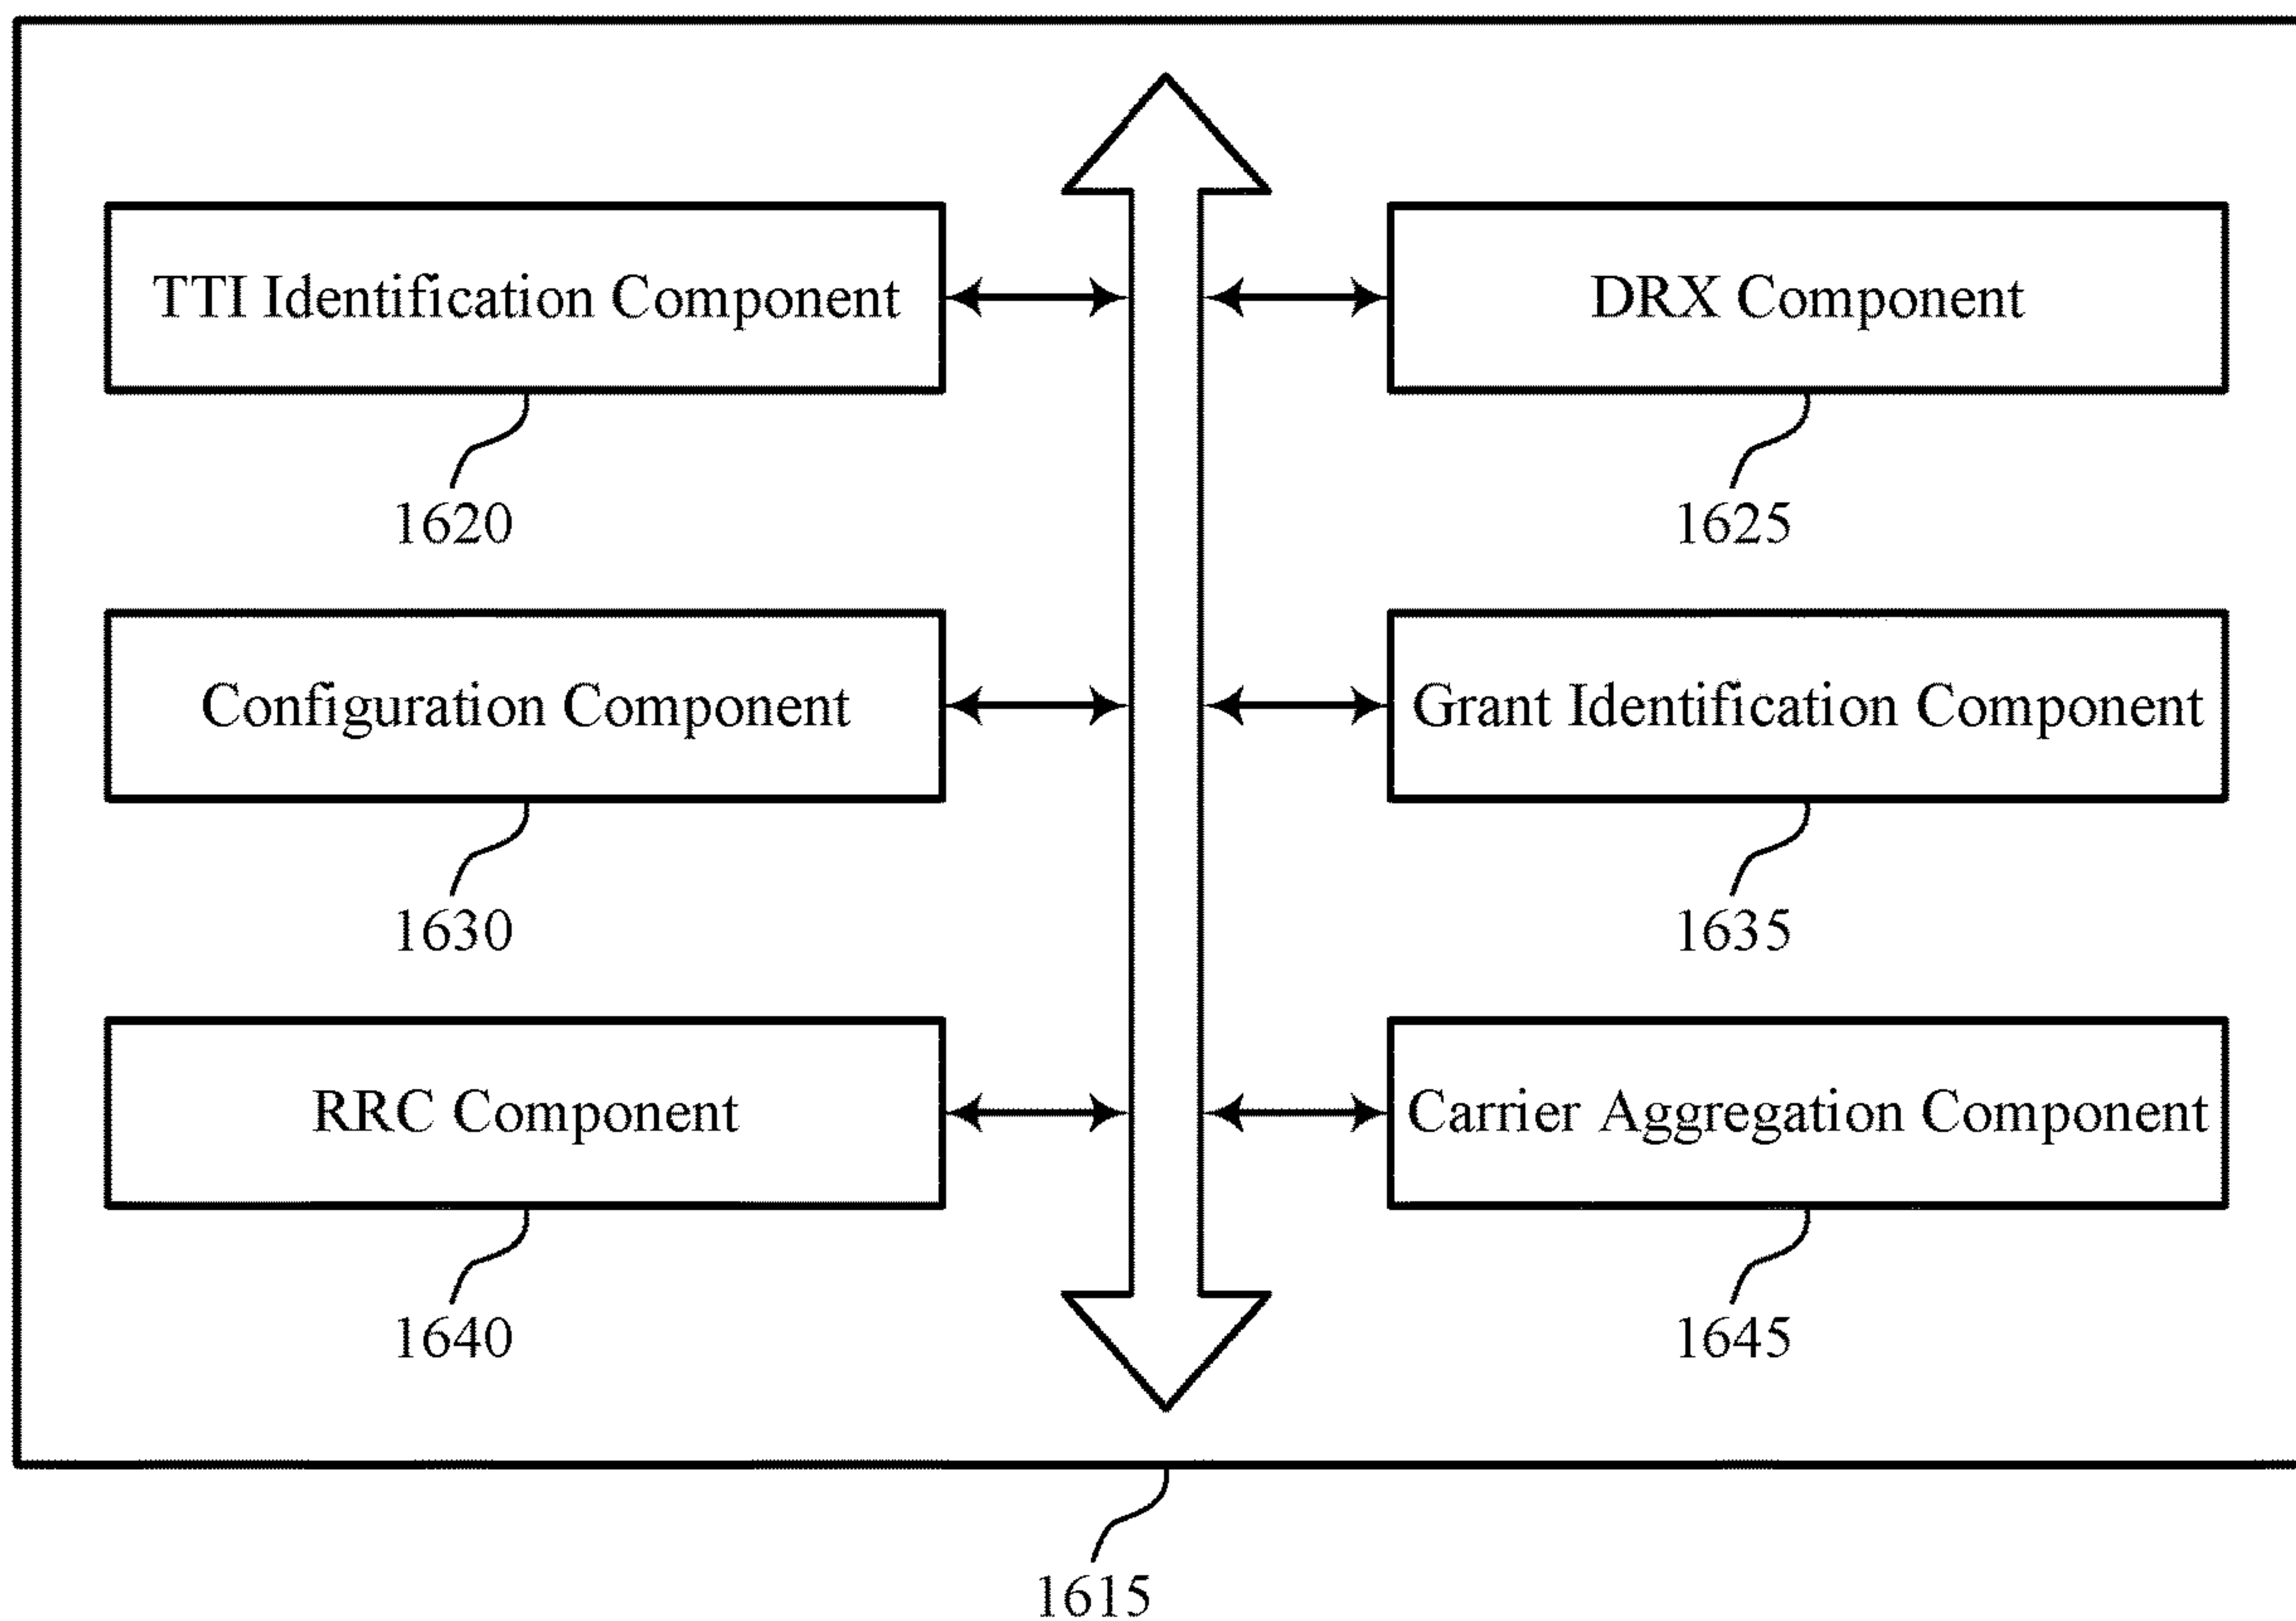 TTI Identification Component
DRX Component
1620
1625
Configuration Component
Grant Identification Component
1630
1635
RRC Component
Carrier Aggregation Component
1640
1645
1615